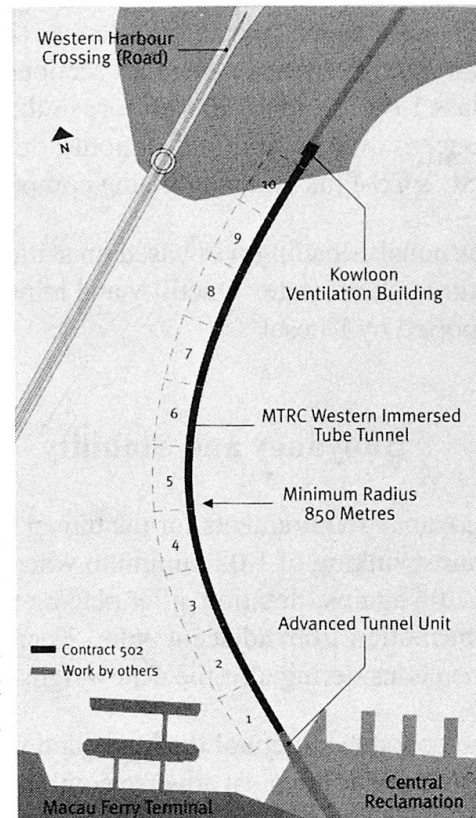 Western Harbour
Crossing (Road)
N
10
9
8
7
6
5
4
3
2
1
Kowloon
Ventilation Building
MTRC Western Immersed
Tube Tunnel
Minimum Radius
850 Metres
Advanced Tunnel Unit
Contract 502
Work by others
Macau Ferry Terminal
Central
Reclamation